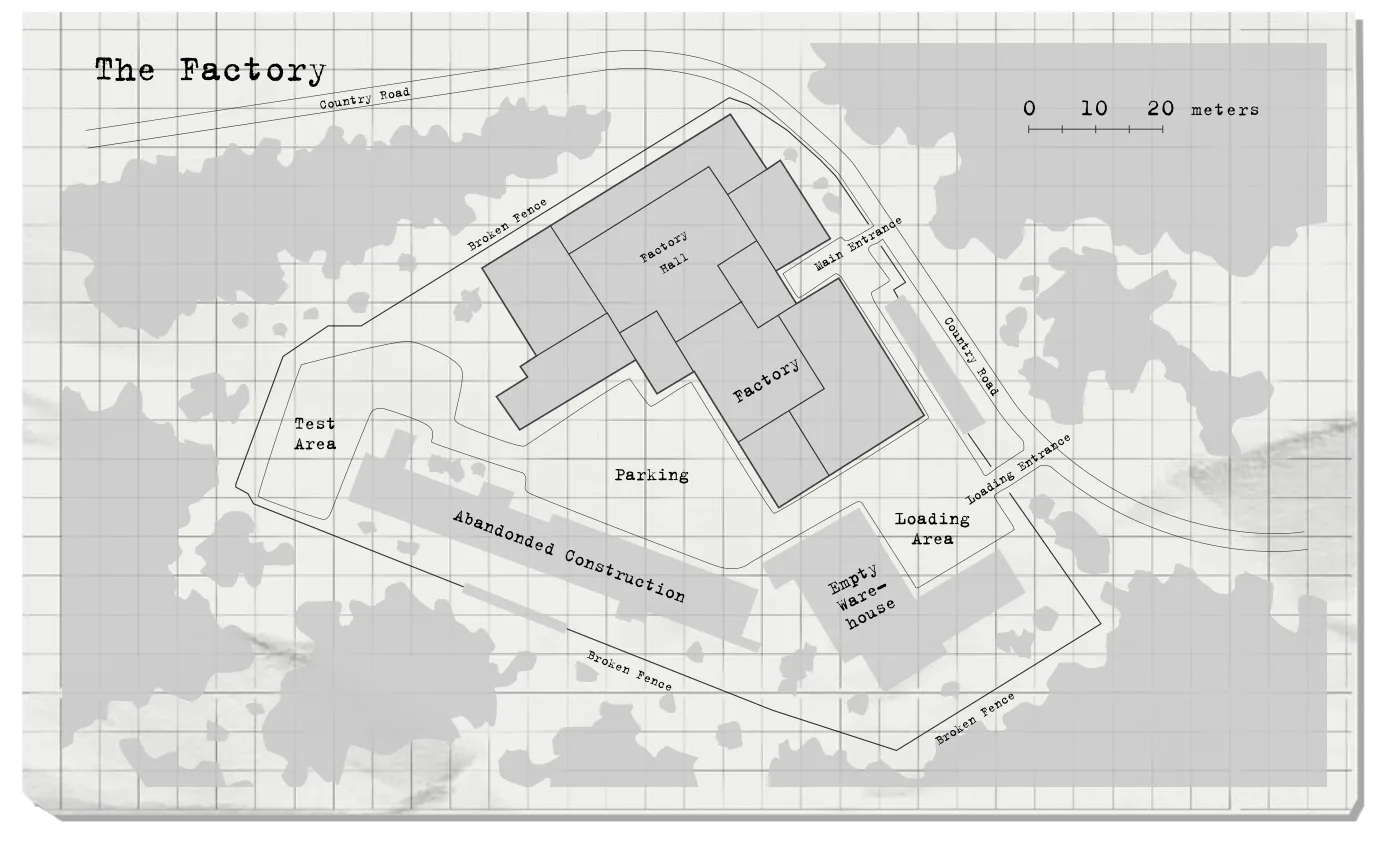 The Factory
Country Road
0 10 20 meters
Broken Fence
Factory
Hall
Main Entrance
Country Road
Factory
Test
Area
Parking
Loading Entrance
Loading
Area
Abandonded Construction
Empty
Ware-
house
Broken Fence
Broken Fence